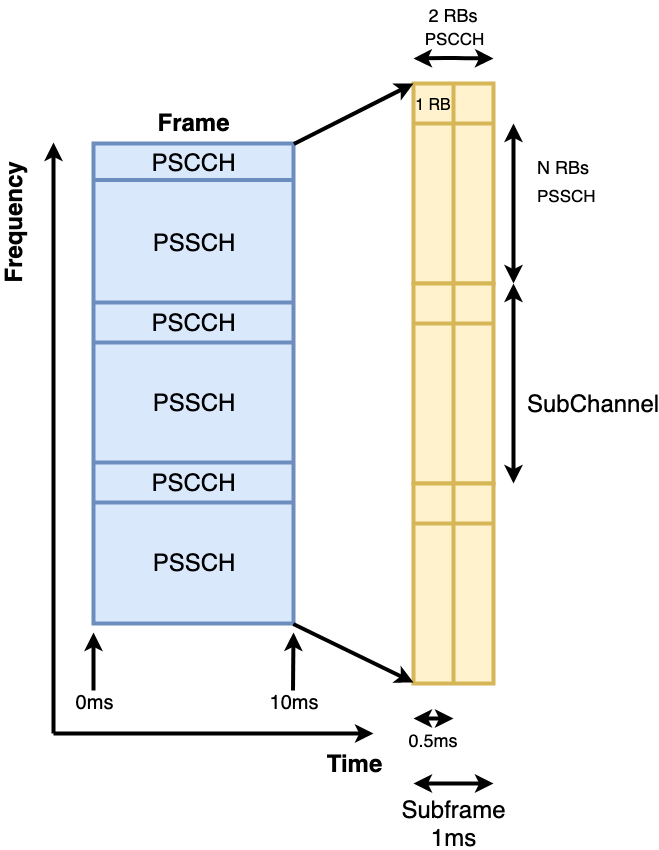 2 RBs
PSCCH
1 RB
Frame
PSCCH
N RBs
PSSCH
Frequency
PSSCH
PSCCH
PSSCH
SubChannel
PSCCH
PSSCH
0ms
10ms
0.5ms
Time
Subframe
1ms